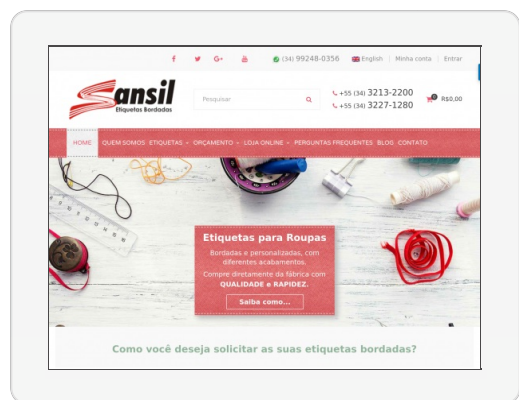 G+ (34) 99248-0356 English Minha conta Entrar
Sansil
Etiquetas Bordadas
Pesquisar
+55 (34) 3213-2200
+55 (34) 3227-1280
0 R$0,00
HOME QUEM SOMOS ETIQUETAS ORÇAMENTO LOJA ONLINE PERGUNTAS FREQUENTES BLOG CONTATO
Etiquetas para Roupas
Bordadas e personalizadas, com
diferentes acabamentos.
Compre diretamente da fábrica com
QUALIDADE e RAPIDEZ.
Saiba como...
Como você deseja solicitar as suas etiquetas bordadas?